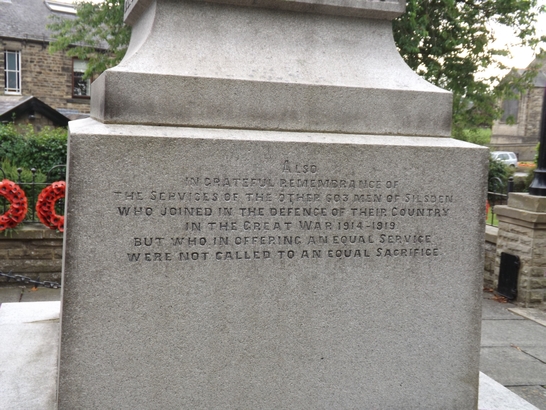 ALSO
IN GRATEFUL REMEMBRANCE OF
THE SERVICES OF THE OTHER 603 MEN OF SILSDEN
WHO JOINED IN THE DEFENCE OF THEIR COUNTRY
IN THE GREAT WAR 1914-1919
BUT WHO IN OFFERING AN EQUAL SERVICE
WERE NOT CALLED TO AN EQUAL SACRIFICE